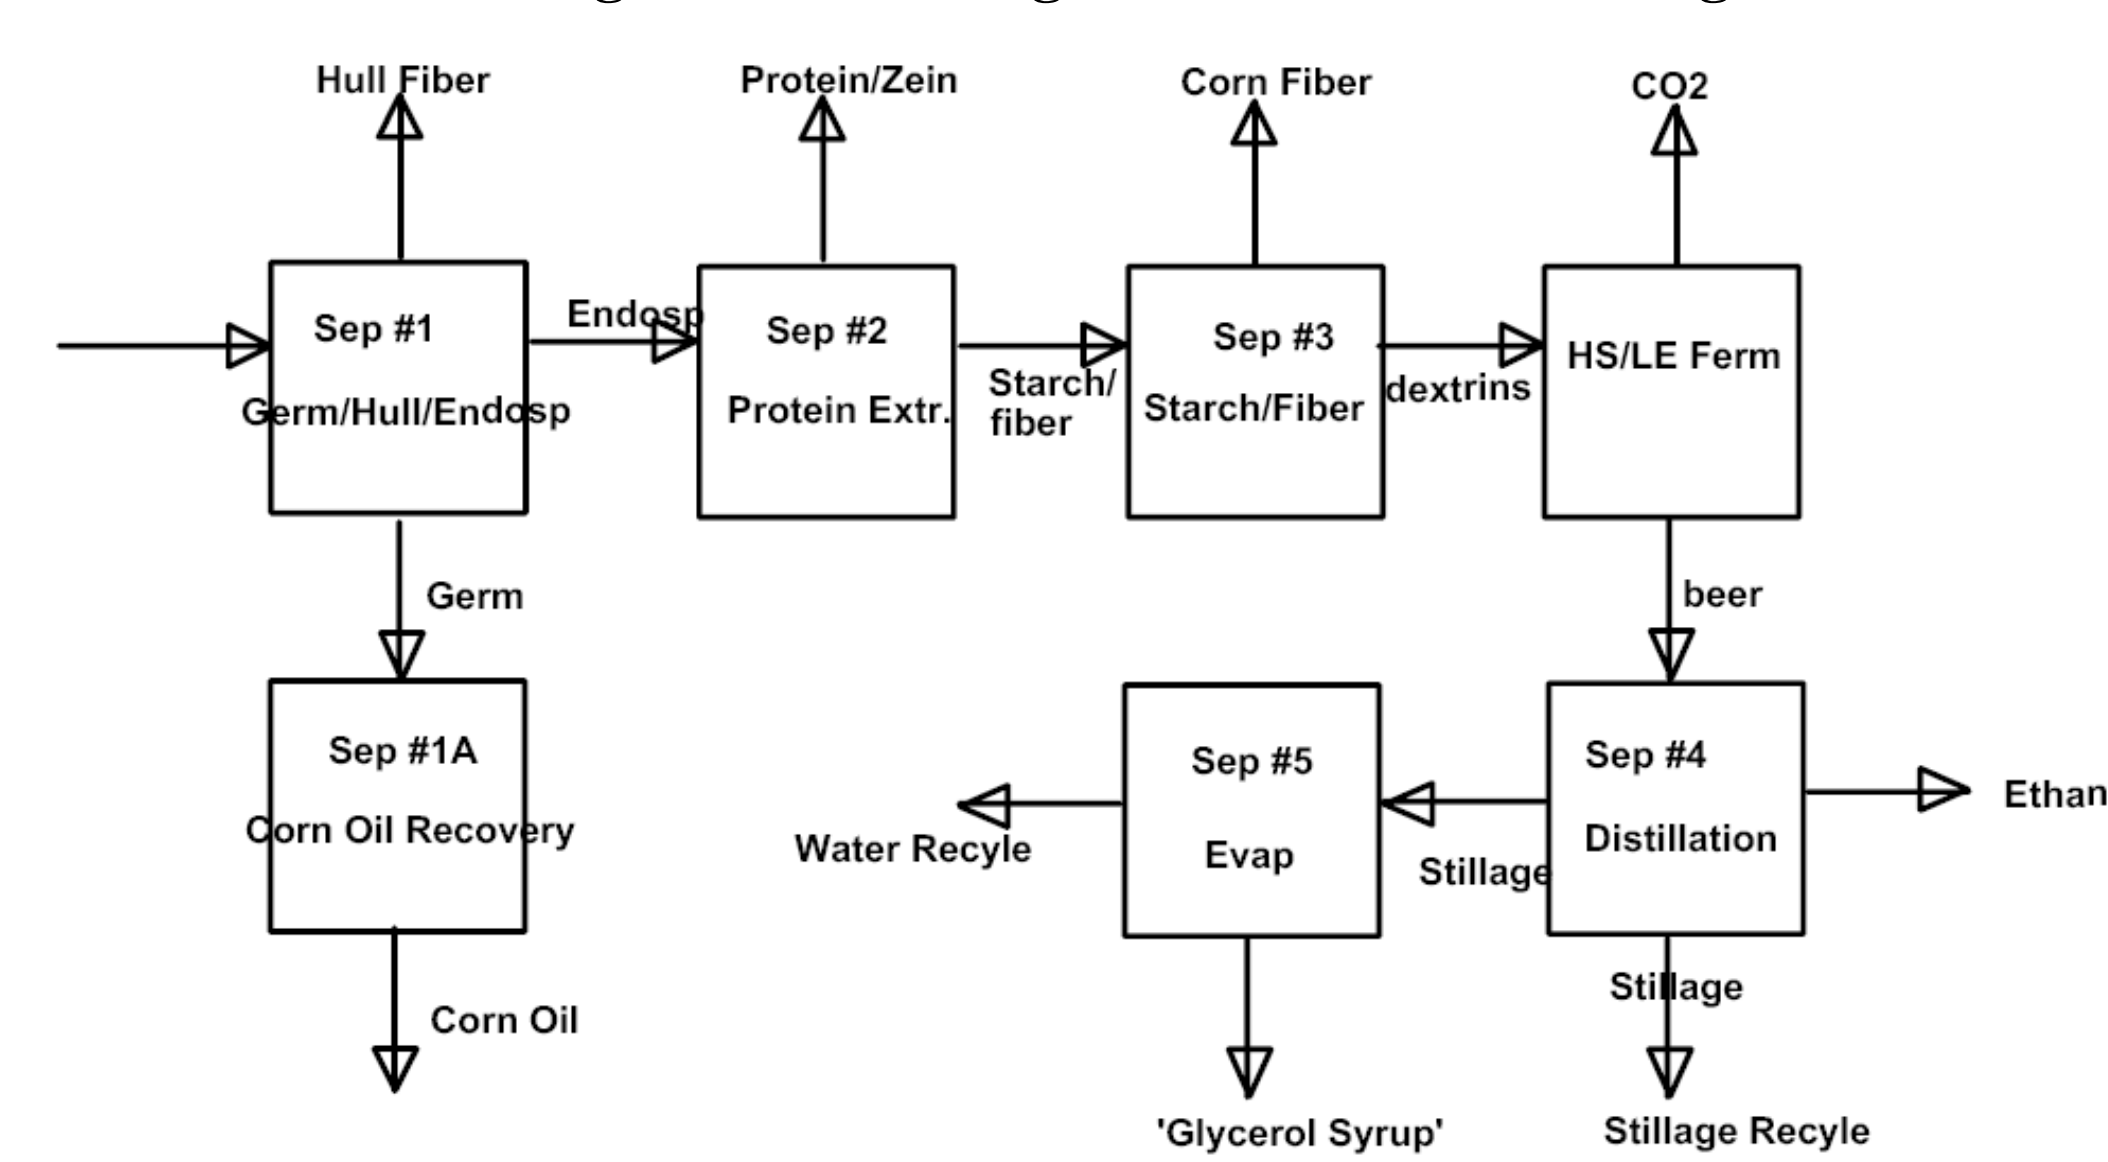 Hull Fiber
Protein/Zein
Corn Fiber
CO2
Sep #1
Germ/Hull/Endosp
Endosp
Sep #2
Protein Extr.
Starch/
fiber
Sep #3
Starch/Fiber
dextrins
HS/LE Ferm
Germ
beer
Sep #1A
Corn Oil Recovery
Sep #5
Evap
Water Recyle
Stillage
Sep #4
Distillation
Ethan
Corn Oil
Stillage
'Glycerol Syrup'
Stillage Recyle